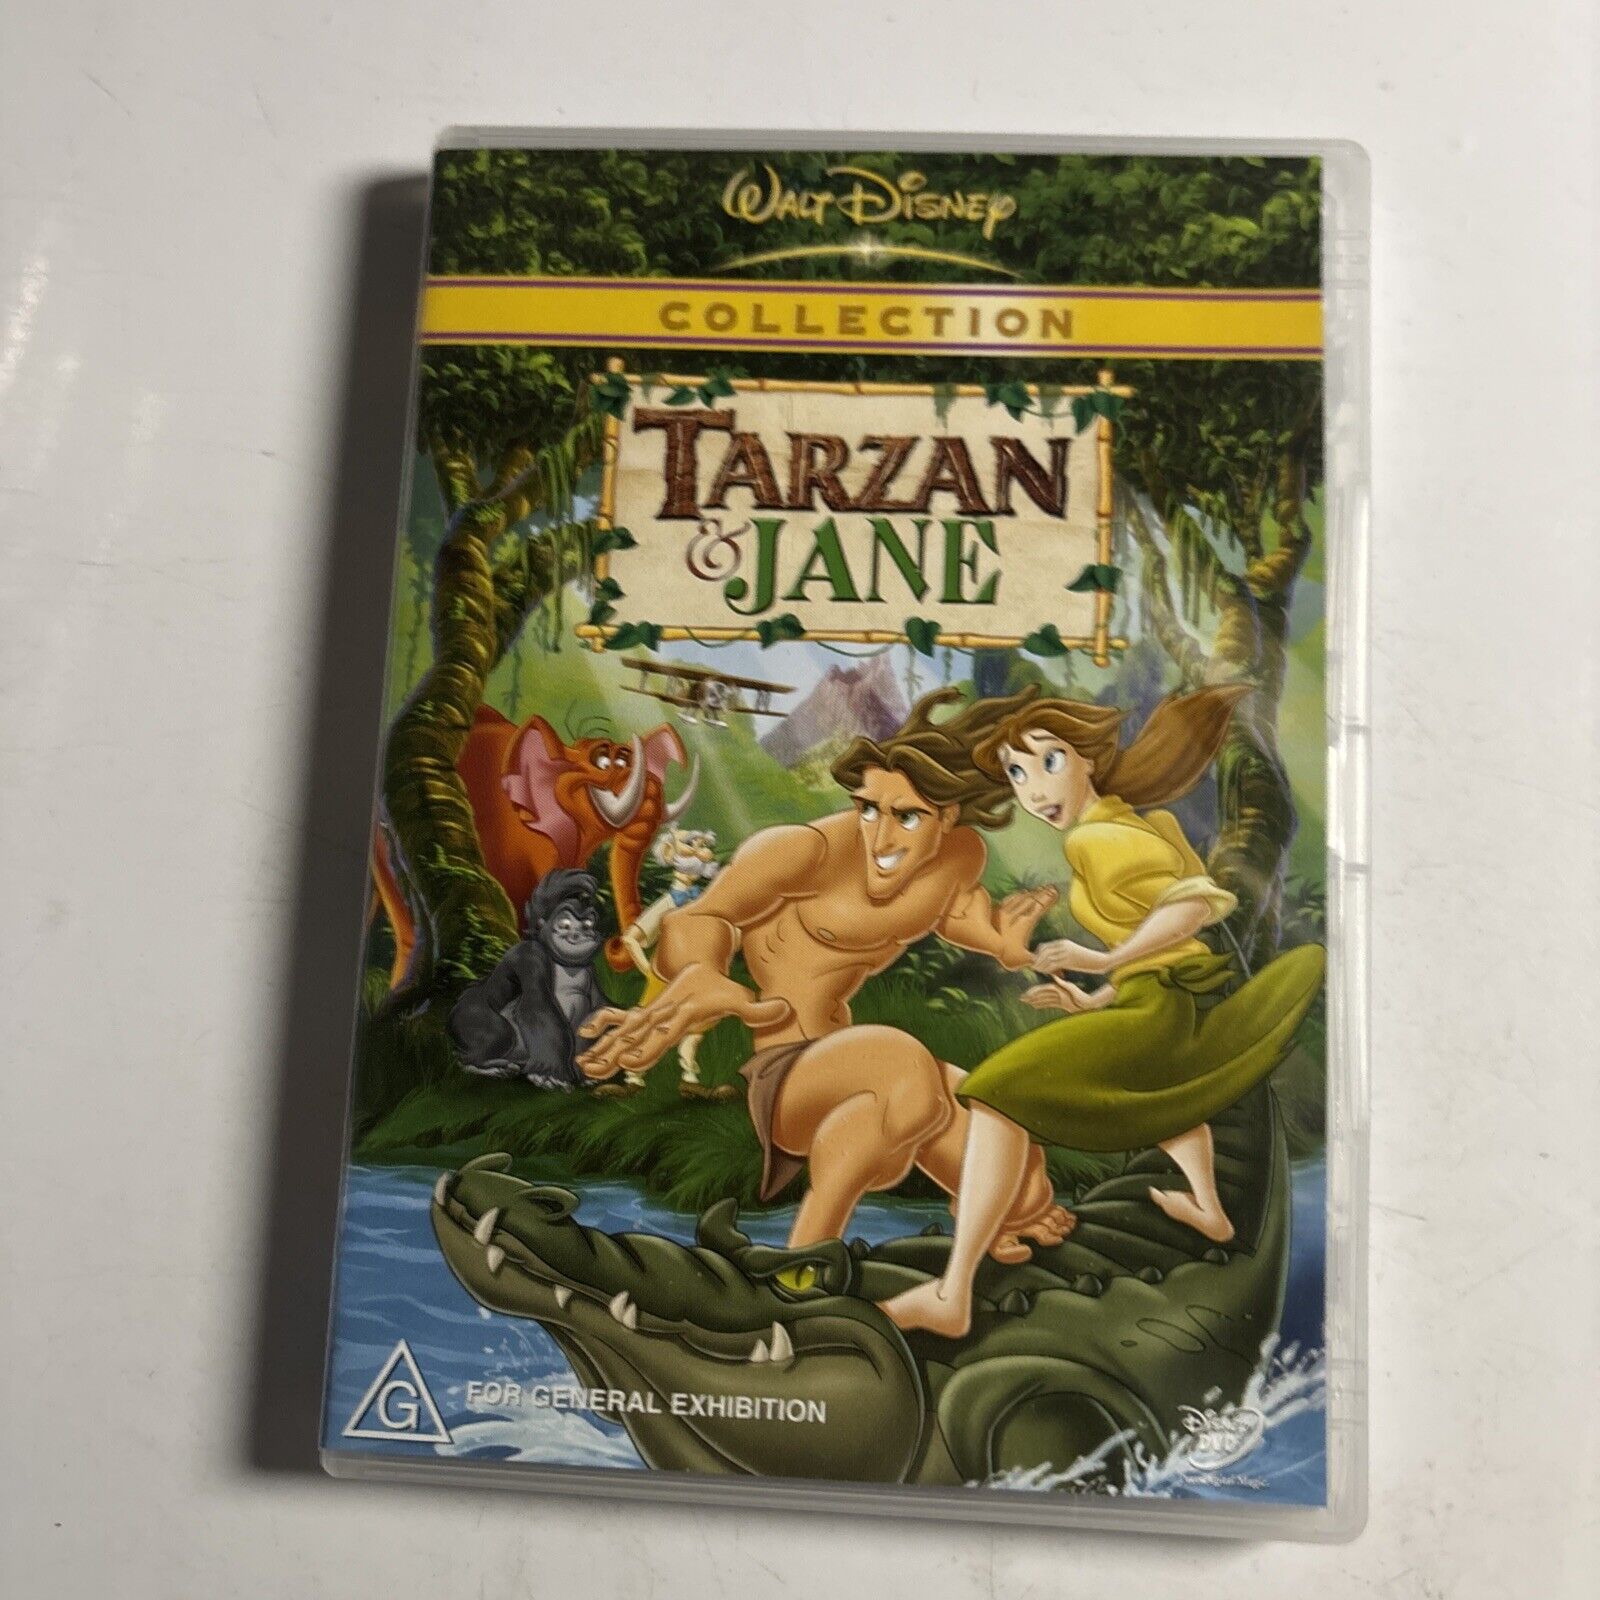 WALT DISNEY
COLLECTION
TARZAN
& JANE
G
FOR GENERAL EXHIBITION
DISNEY
DVD